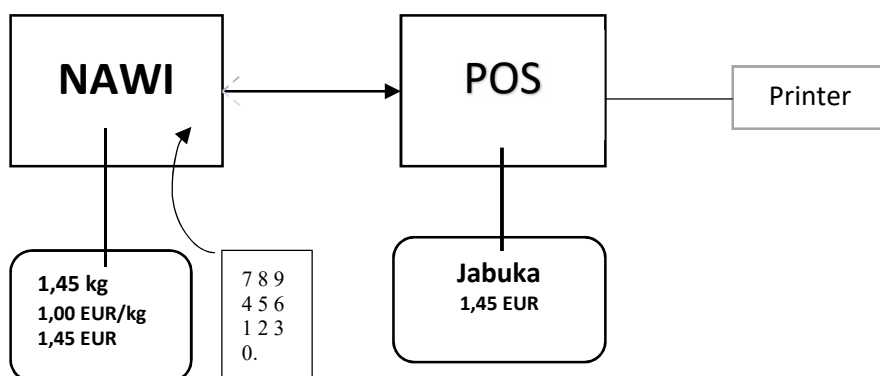 NAWI
POS
Printer
1,45 kg
1,00 EUR/kg
1,45 EUR
7 8 9
4 5 6
1 2 3
0.
Jabuka
1,45 EUR